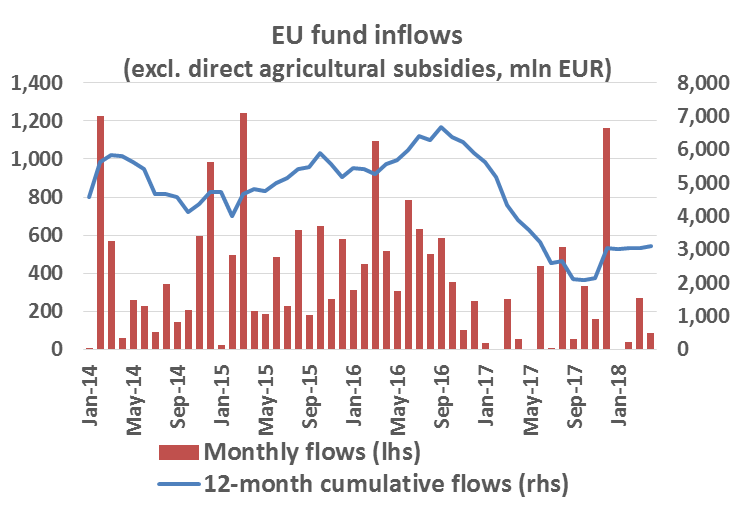 EU fund inflows
(excl. direct agricultural subsidies, mln EUR)
1,400
1,200
1,000
800
600
400
200
0
8,000
7,000
6,000
5,000
4,000
3,000
2,000
1,000
0
Jan-14
May-14
Sep-14
Jan-15
May-15
Sep-15
Jan-16
May-16
Sep-16
Jan-17
May-17
Sep-17
Jan-18
Monthly flows (lhs)
12-month cumulative flows (rhs)